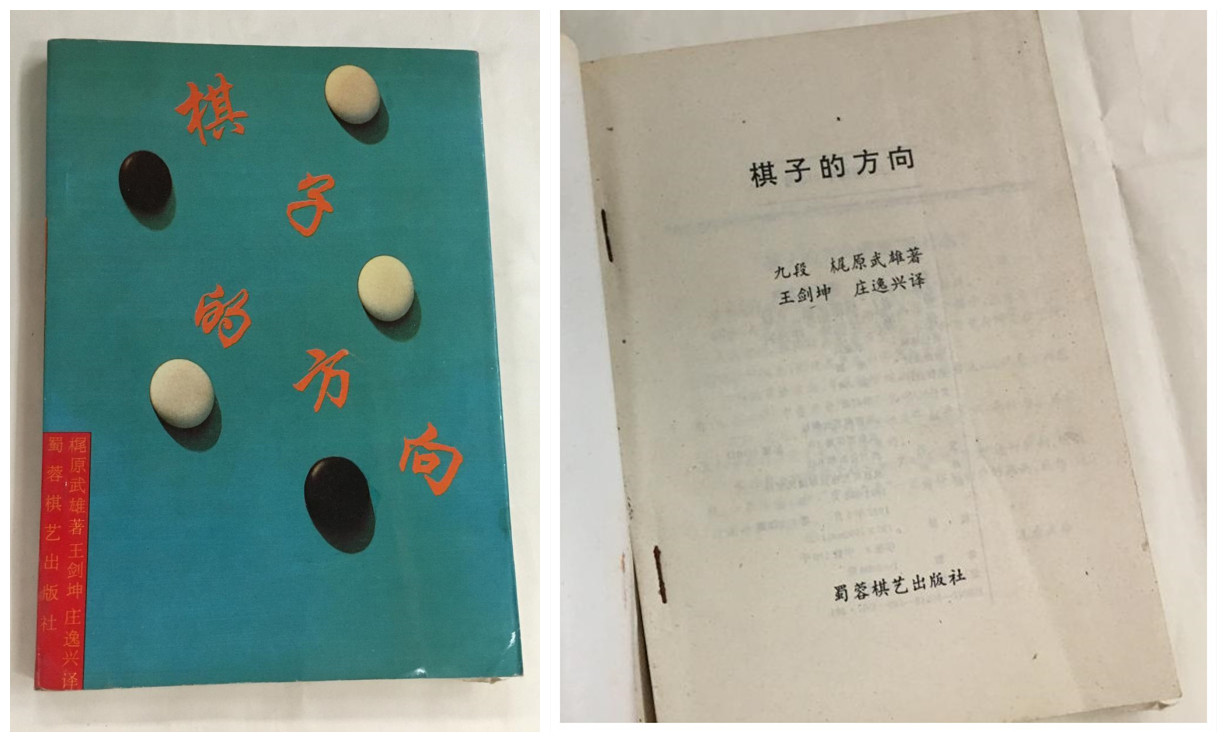 棋子的方向
梶原武雄著 王剑坤 庄逸兴译
蜀蓉棋艺出版社
棋子的方向
九段 梶原武雄著
王剑坤 庄逸兴译
蜀蓉棋艺出版社